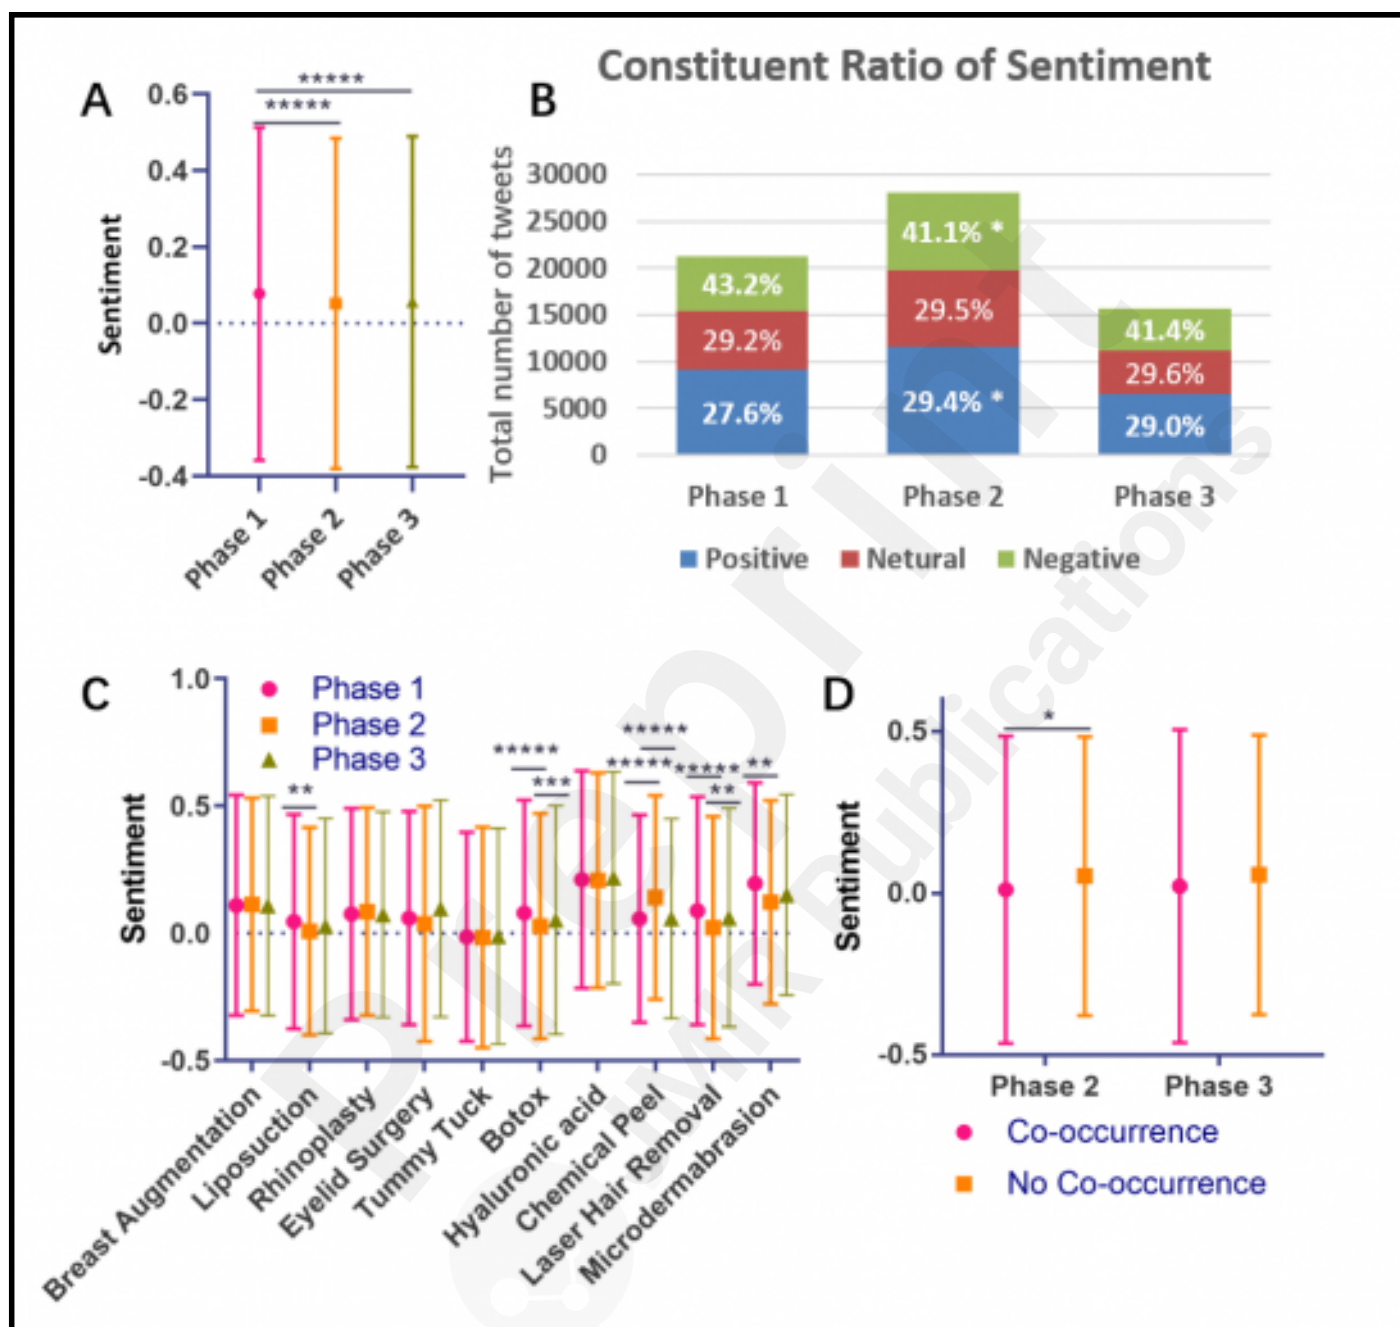 Constituent Ratio of Sentiment
A
*****
*****
0.6
0.4
0.2
0.0
-0.2
-0.4
Sentiment
Phase 1
Phase 2
Phase 3
B
Total number of tweets
30000
25000
20000
15000
10000
5000
0
43.2%
29.2%
27.6%
41.1% *
29.5%
29.4% *
41.4%
29.6%
29.0%
Phase 1
Phase 2
Phase 3
Positive
Netural
Negative
C
Phase 1
Phase 2
Phase 3
1.0
0.5
0.0
-0.5
Sentiment
**
*****
***
*****
*****
*****
**
**
Breast Augmentation
Liposuction
Rhinoplasty
Eyelid Surgery
Tummy Tuck
Botox
Hyaluronic acid
Chemical Peel
Laser Hair Removal
Microdermabrasion
D
*
0.5
0.0
-0.5
Sentiment
Phase 2
Phase 3
Co-occurrence
No Co-occurrence
Preprint
JMIR Publications